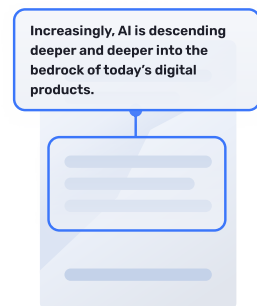 Increasingly, AI is descending
deeper and deeper into the
bedrock of today's digital
products.